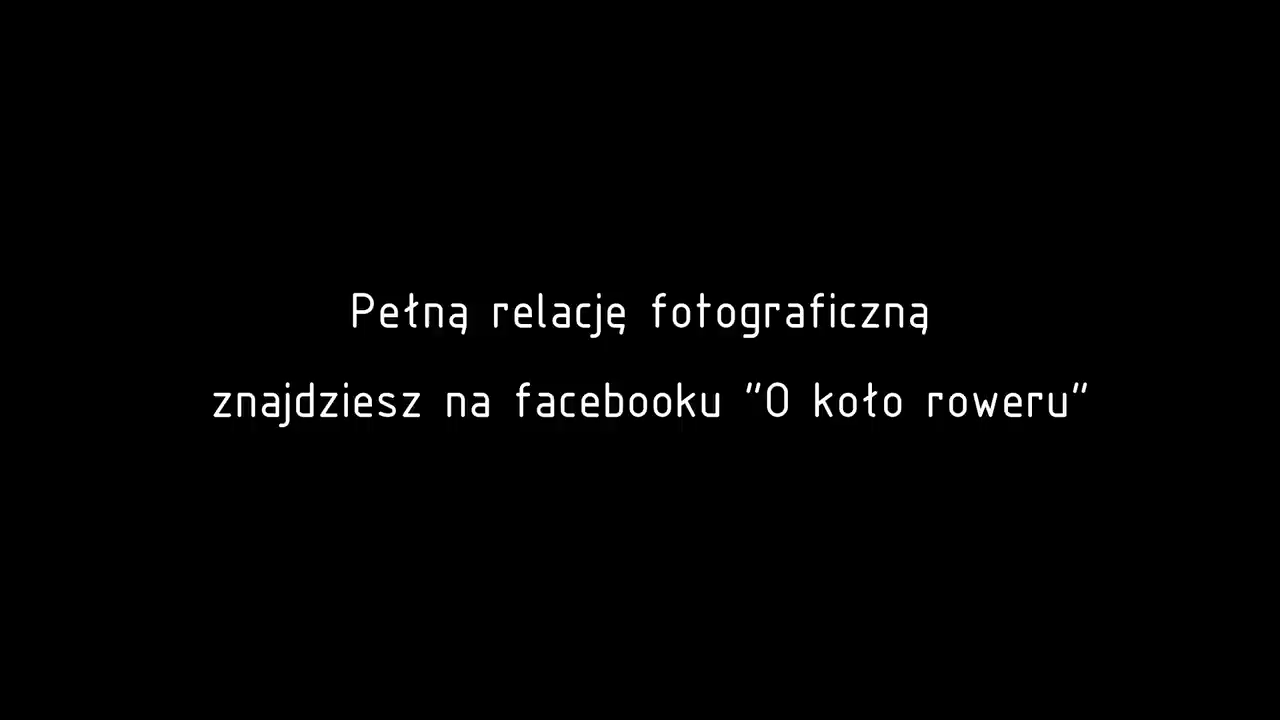 Pełną relację fotograficzną
znajdziesz na facebooku "O koło roweru"